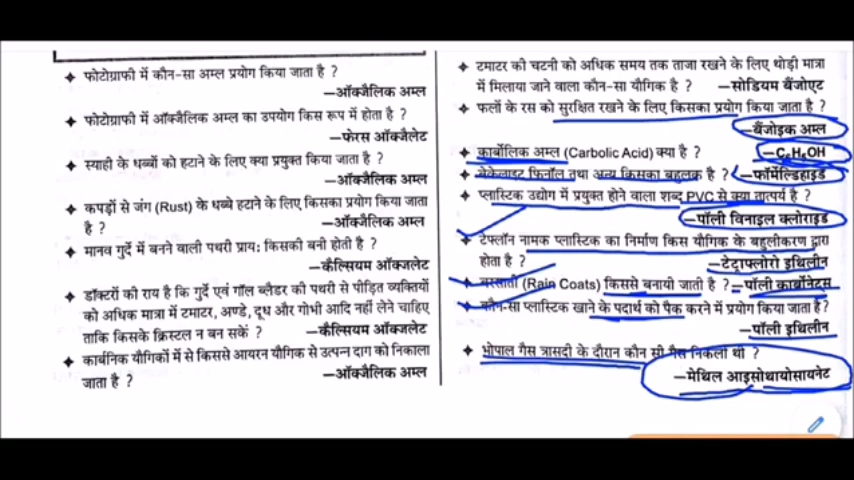 ✦ फोटोग्राफी में कौन-सा अम्ल प्रयोग किया जाता है ?
—ऑक्जैलिक अम्ल
✦ फोटोग्राफी में ऑक्जैलिक अम्ल का उपयोग किस रूप में होता है ?
—फेरस ऑक्जैलेट
✦ स्याही के धब्बों को हटाने के लिए क्या प्रयुक्त किया जाता है ?
—ऑक्जैलिक अम्ल
✦ कपड़ों से जंग (Rust) के धब्बे हटाने के लिए किसका प्रयोग किया जाता
है ?
—ऑक्जैलिक अम्ल
✦ मानव गुर्दे में बनने वाली पथरी प्राय: किसकी बनी होती है ?
—कैल्सियम ऑक्जलेट
✦ डॉक्टरों की राय है कि गुर्दे एवं गॉल ब्लैडर की पथरी से पीड़ित व्यक्तियों
को अधिक मात्रा में टमाटर, अण्डे, दूध और गोभी आदि नहीं लेने चाहिए
ताकि किसके क्रिस्टल न बन सकें ? —कैल्सियम ऑक्जलेट
✦ कार्बनिक यौगिकों में से किससे आयरन यौगिक से उत्पन्न दाग को निकाला
जाता है ? —ऑक्जैलिक अम्ल
✦ टमाटर की चटनी को अधिक समय तक ताजा रखने के लिए थोड़ी मात्रा
में मिलाया जाने वाला कौन-सा यौगिक है ? —सोडियम बैंजोएट
✦ फलों के रस को सुरक्षित रखने के लिए किसका प्रयोग किया जाता है ?
—बैंजोइक अम्ल
✦ कार्बोलिक अम्ल (Carbolic Acid) क्या है ? —C₆H₅OH
✦ बेकेलाइट फिनॉल तथा अन्य किसका बहुलक है ? —फॉर्मेल्डिहाइड
✦ प्लास्टिक उद्योग में प्रयुक्त होने वाला शब्द PVC से क्या तात्पर्य है ?
—पॉली विनाइल क्लोराइड
✦ टेफ्लॉन नामक प्लास्टिक का निर्माण किस यौगिक के बहुलीकरण द्वारा
होता है ? —टेट्राफ्लोरो इथिलीन
✦ बरसाती (Rain Coats) किससे बनायी जाती है ? —पॉली कार्बोनेट्स
✦ कौन-सा प्लास्टिक खाने के पदार्थ को पैक करने में प्रयोग किया जाता है?
—पॉली इथिलीन
✦ भोपाल गैस त्रासदी के दौरान कौन सी गैस निकली थी ?
—मेथिल आइसोथायोसायनेट